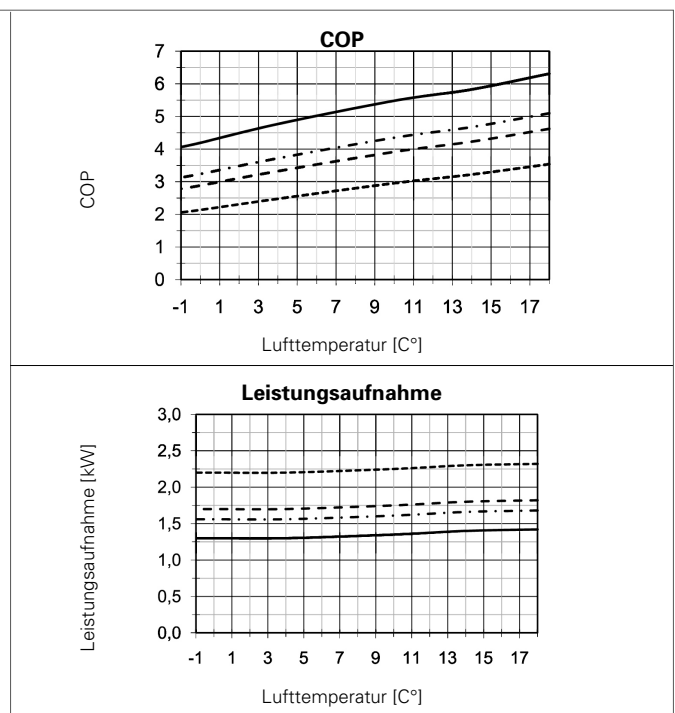 COP
7
6
5
4
3
2
1
0
COP
-1 1 3 5 7 9 11 13 15 17
Lufttemperatur [C°]
Leistungsaufnahme
3,0
2,5
2,0
1,5
1,0
0,5
0,0
Leistungsaufnahme [kW]
-1 1 3 5 7 9 11 13 15 17
Lufttemperatur [C°]